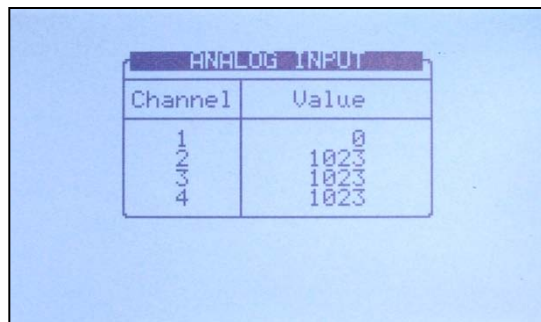 ANALOG INPUT
Channel Value
1 0
2 1023
3 1023
4 1023